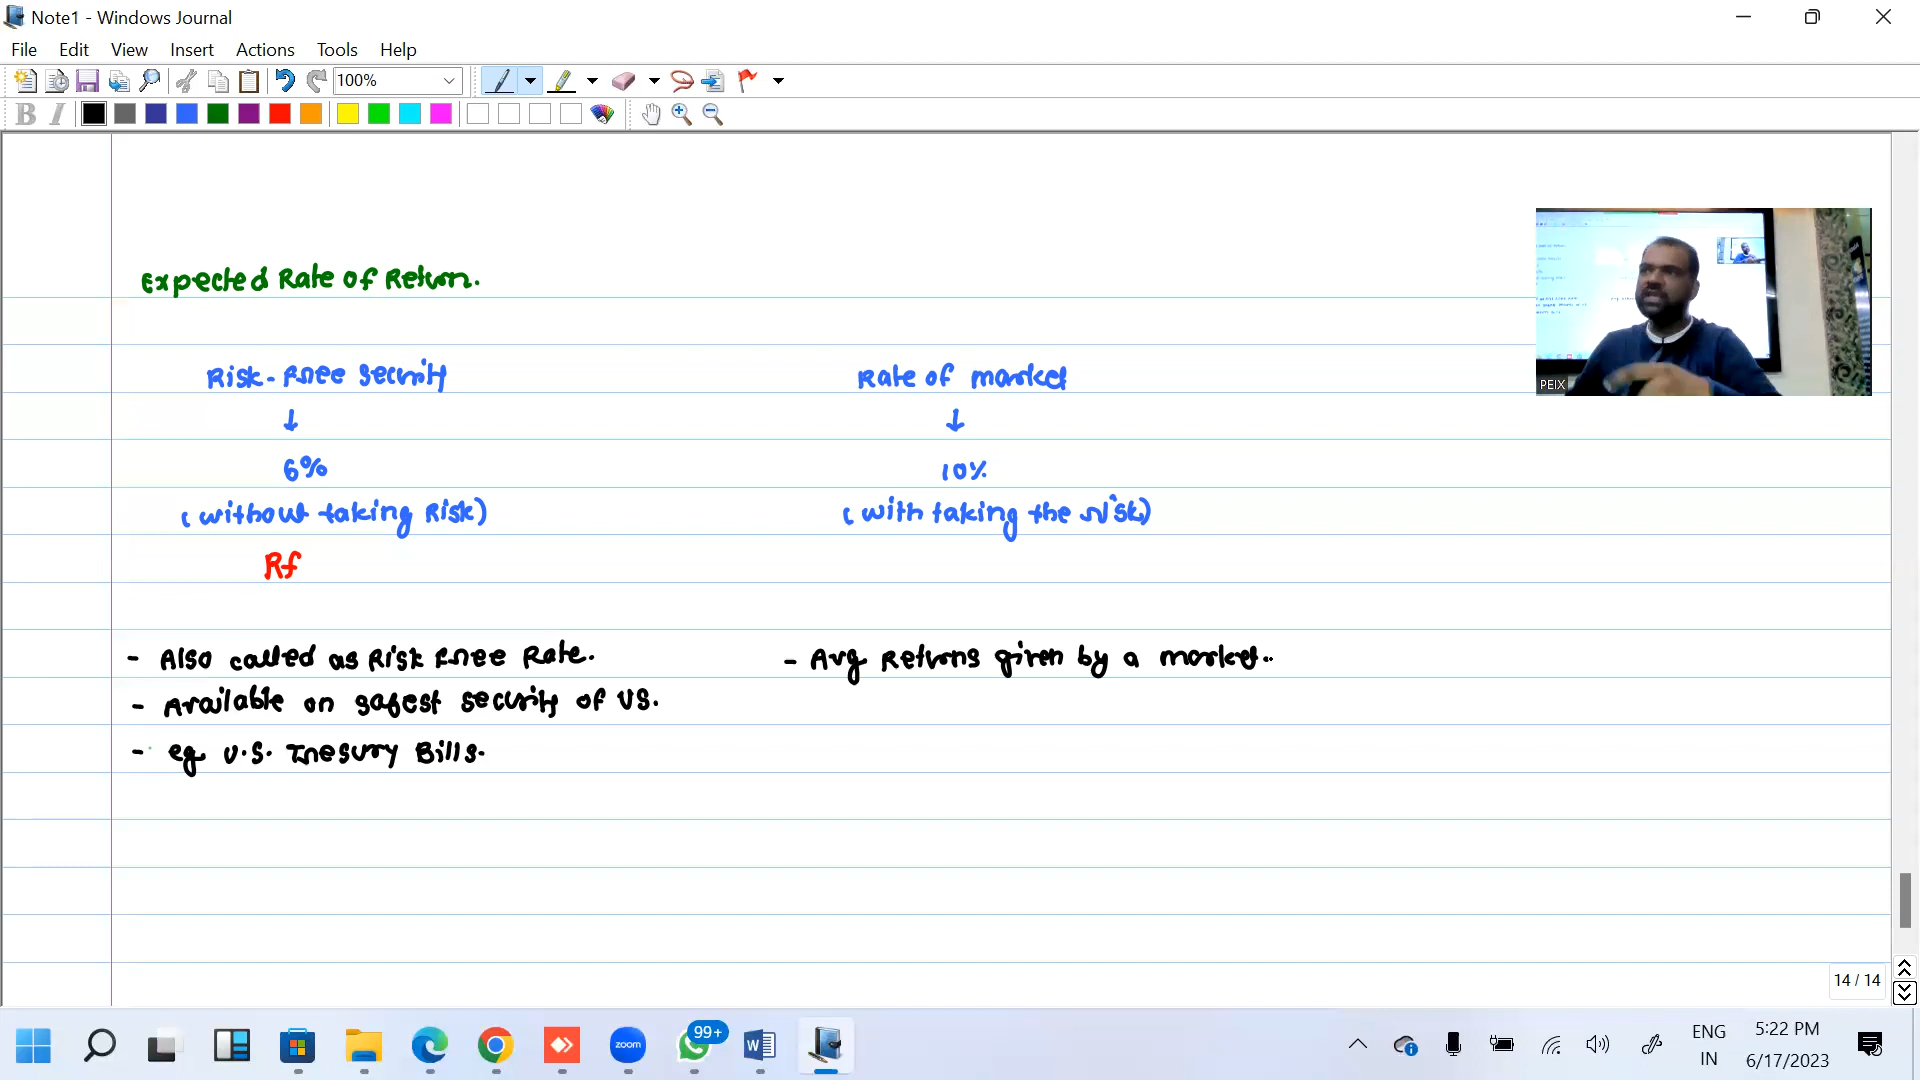 Note1 - Windows Journal
File Edit View Insert Actions Tools Help
100%
B I
Expected Rate of Return.
Risk-free security
↓
6%
(without taking Risk)
Rf
Rate of market
↓
10%
(with taking the risk)
- Also called as Risk free Rate.
- Available on safest security of US.
- eg U.S. Tresury Bills.
- Avg Returns given by a market.
PEIX
14 / 14
zoom
99+
ENG
IN
5:22 PM
6/17/2023